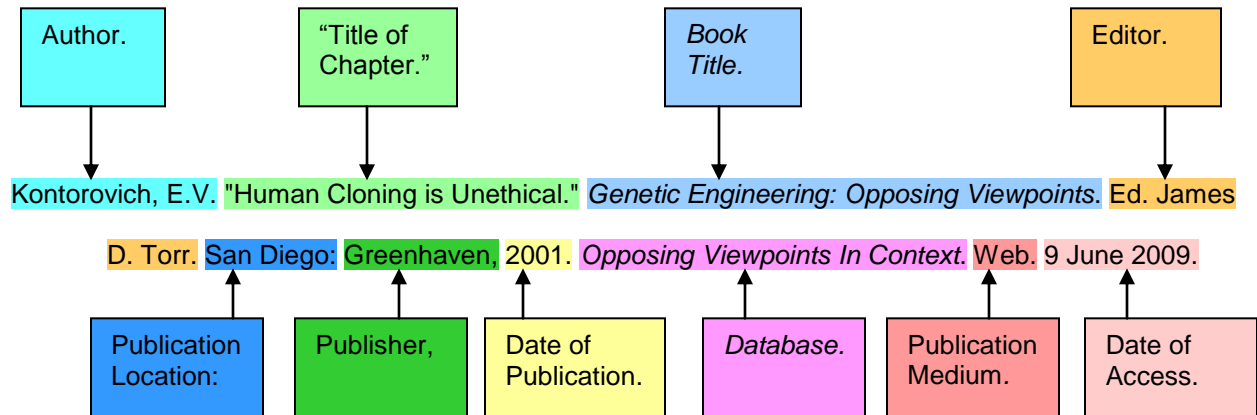 Author.
“Title of
Chapter.”
Book
Title.
Editor.
Kontorovich, E.V. "Human Cloning is Unethical." Genetic Engineering: Opposing Viewpoints. Ed. James
D. Torr. San Diego: Greenhaven, 2001. Opposing Viewpoints In Context. Web. 9 June 2009.
Publication
Location:
Publisher,
Date of
Publication.
Database.
Publication
Medium.
Date of
Access.